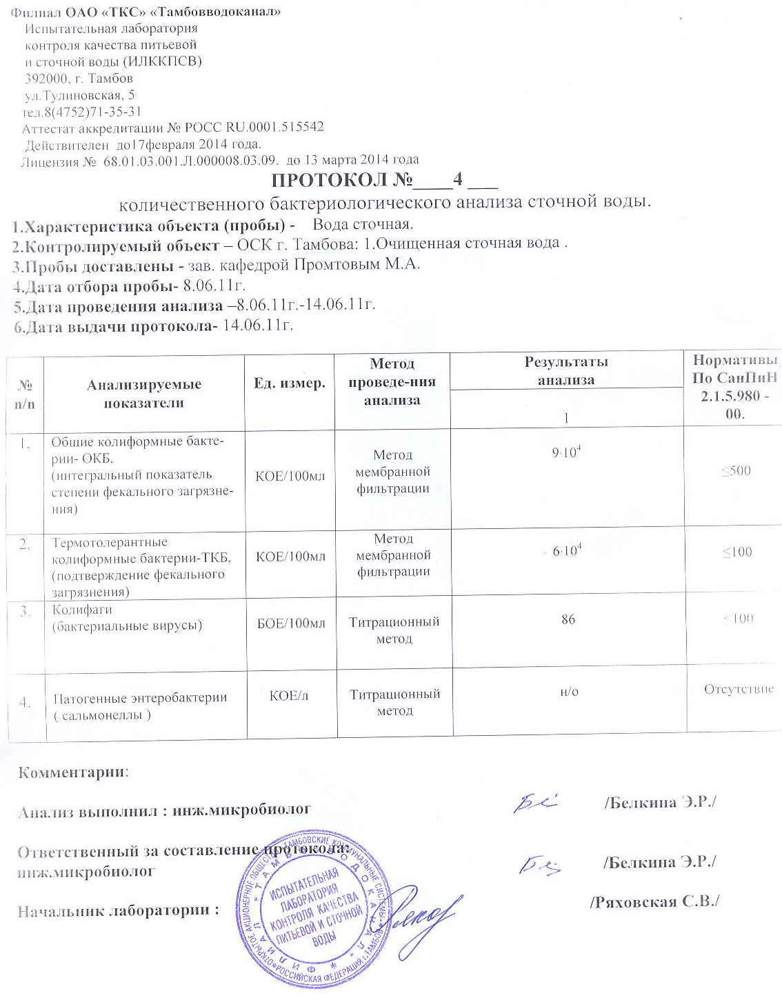 Филиал ОАО «ТКС» «Тамбовводоканал»
Испытательная лаборатория
контроля качества питьевой
и сточной воды (ИЛККПСВ)
392000, г. Тамбов
ул.Тулиновская, 5
тел.8(4752)71-35-31
Аттестат аккредитации № РОСС RU.0001.515542
Действителен до17февраля 2014 года.
Лицензия № 68.01.03.001.Л.000008.03.09. до 13 марта 2014 года
ПРОТОКОЛ №____4 ___
количественного бактериологического анализа сточной воды.
1.Характеристика объекта (пробы) - Вода сточная.
2.Контролируемый объект – ОСК г. Тамбова: 1.Очищенная сточная вода .
3.Пробы доставлены - зав. кафедрой Промтовым М.А.
4.Дата отбора пробы- 8.06.11г.
5.Дата проведения анализа –8.06.11г.-14.06.11г.
6.Дата выдачи протокола- 14.06.11г.
№
п/п
Анализируемые
показатели
Ед. измер.
Метод
проведе-ния
анализа
Результаты
анализа
1
Нормативы
По СанПиН
2.1.5.980 -
00.
1.
Общие колиформные бакте-
рии- ОКБ,
(интегральный показатель
степени фекального загрязне-
ния)
КОЕ/100мл
Метод
мембранной
фильтрации
9·10⁴
≤500
2.
Термотолерантные
колиформные бактерии-ТКБ,
(подтверждение фекального
загрязнения)
КОЕ/100мл
Метод
мембранной
фильтрации
6·10⁴
≤100
3.
Колифаги
(бактериальные вирусы)
БОЕ/100мл
Титрационный
метод
86
≤100
4.
Патогенные энтеробактерии
( сальмонеллы )
КОЕ/л
Титрационный
метод
н/о
Отсутствие
Комментарии:
Анализ выполнил : инж.микробиолог /Белкина Э.Р./
Ответственный за составление протокола:
инж.микробиолог /Белкина Э.Р./
Начальник лаборатории : /Ряховская С.В./
ОТКРЫТОЕ АКЦИОНЕРНОЕ ОБЩЕСТВО "ТАМБОВСКИЕ КОММУНАЛЬНЫЕ СИСТЕМЫ"
РОССИЙСКАЯ ФЕДЕРАЦИЯ г.ТАМБОВ
ФИЛИАЛ "ТАМБОВВОДОКАНАЛ"
ИСПЫТАТЕЛЬНАЯ
ЛАБОРАТОРИЯ
КОНТРОЛЯ КАЧЕСТВА
ПИТЬЕВОЙ И СТОЧНОЙ
ВОДЫ